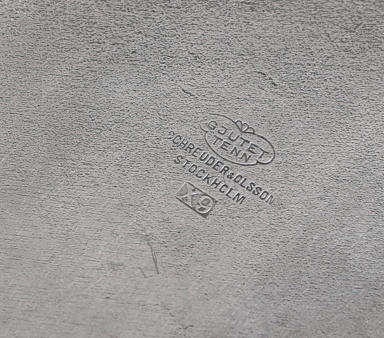 GJUTET
TENN
SCHREUDER & OLSSON
STOCKHOLM
X9